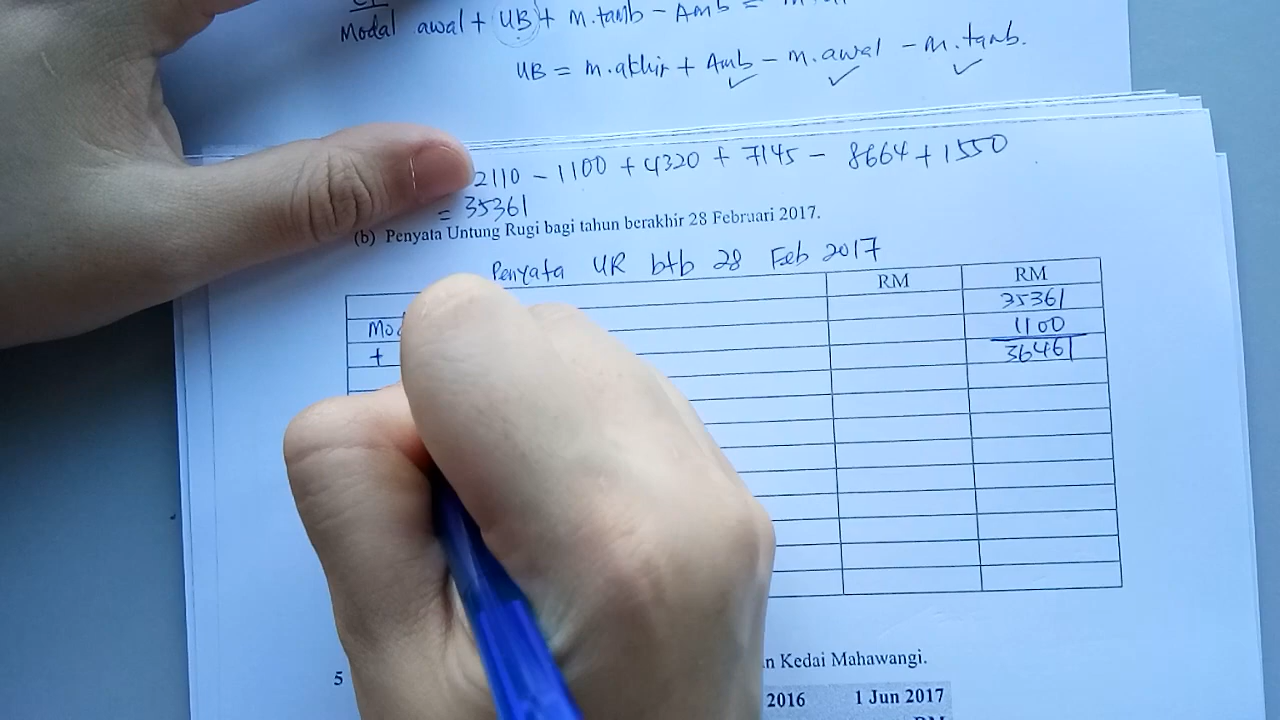 Modal awal + UB + m.tamb - Amb =
UB = m.akhir + Amb - m.awal - m.tamb.
2110 - 1100 + 4320 + 7145 - 8664 + 1550
= 35361
(b) Penyata Untung Rugi bagi tahun berakhir 28 Februari 2017.
Penyata UR btb 28 Feb 2017
RM RM
35361
1100
+ 36461
5 n Kedai Mahawangi.
2016 1 Jun 2017